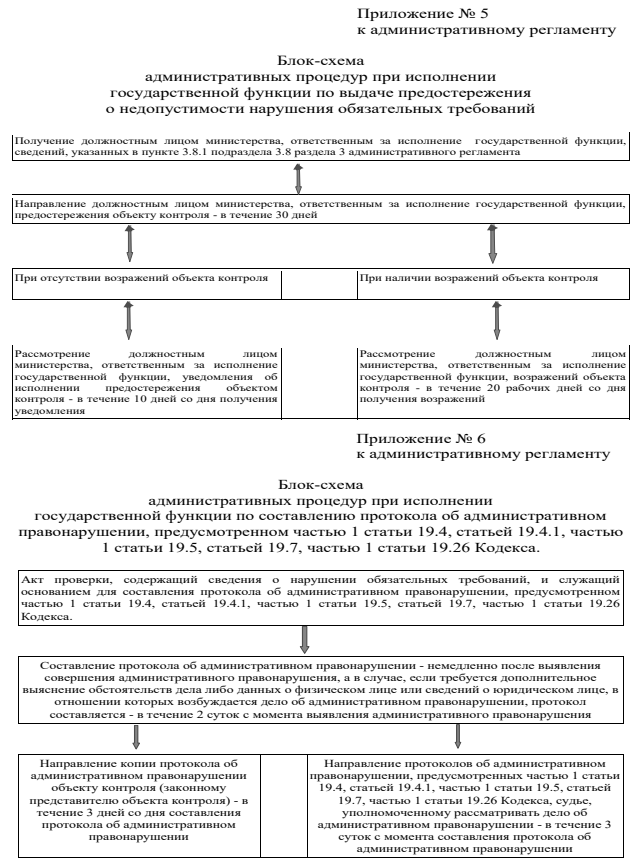 Приложение № 5
к административному регламенту
Блок-схема
административных процедур при исполнении
государственной функции по выдаче предостережения
о недопустимости нарушения обязательных требований
Получение должностным лицом министерства, ответственным за исполнение государственной функции,
сведений, указанных в пункте 3.8.1 подраздела 3.8 раздела 3 административного регламента
Направление должностным лицом министерства, ответственным за исполнение государственной функции,
предостережения объекту контроля - в течение 30 дней
При отсутствии возражений объекта контроля
При наличии возражений объекта контроля
Рассмотрение должностным лицом
министерства, ответственным за исполнение
государственной функции, уведомления об
исполнении предостережения объектом
контроля - в течение 10 дней со дня получения
уведомления
Рассмотрение должностным лицом
министерства, ответственным за исполнение
государственной функции, возражений объекта
контроля - в течение 20 рабочих дней со дня
получения возражений
Приложение № 6
к административному регламенту
Блок-схема
административных процедур при исполнении
государственной функции по составлению протокола об административном
правонарушении, предусмотренном частью 1 статьи 19.4, статьей 19.4.1, частью
1 статьи 19.5, статьей 19.7, частью 1 статьи 19.26 Кодекса.
Акт проверки, содержащий сведения о нарушении обязательных требований, и служащий
основанием для составления протокола об административном правонарушении, предусмотренном
частью 1 статьи 19.4, статьей 19.4.1, частью 1 статьи 19.5, статьей 19.7, частью 1 статьи 19.26
Кодекса.
Составление протокола об административном правонарушении - немедленно после выявления
совершения административного правонарушения, а в случае, если требуется дополнительное
выяснение обстоятельств дела либо данных о физическом лице или сведений о юридическом лице, в
отношении которых возбуждается дело об административном правонарушении, протокол
составляется - в течение 2 суток с момента выявления административного правонарушения
Направление копии протокола об
административном правонарушении
объекту контроля (законному
представителю объекта контроля) - в
течение 3 дней со дня составления
протокола об административном
правонарушении
Направление протоколов об административном
правонарушении, предусмотренных частью 1 статьи
19.4, статьей 19.4.1, частью 1 статьи 19.5, статьей
19.7, частью 1 статьи 19.26 Кодекса, судье,
уполномоченному рассматривать дело об
административном правонарушении - в течение 3
суток с момента составления протокола об
административном правонарушении